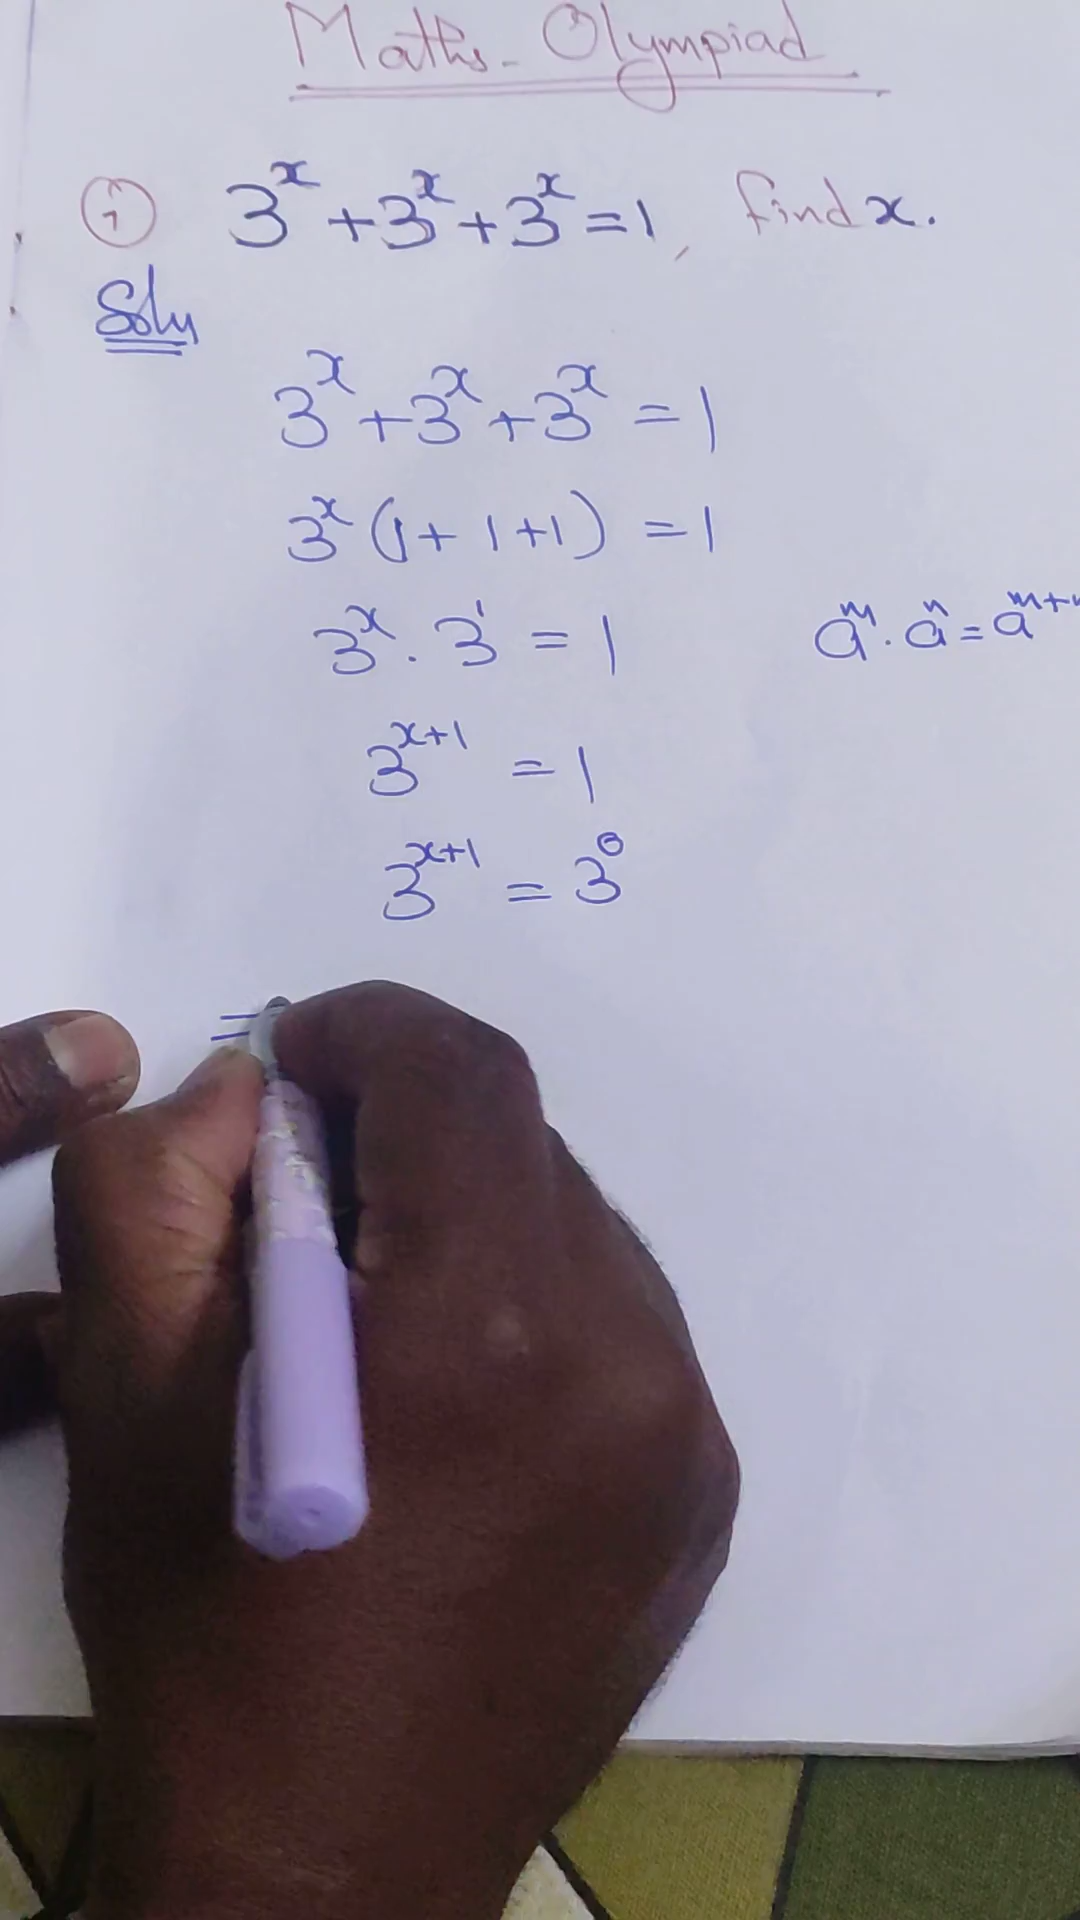 Maths - Olympiad
① 3^x + 3^x + 3^x = 1, find x.
Soln
3^x + 3^x + 3^x = 1
3^x (1 + 1 + 1) = 1
3^x . 3^1 = 1 a^m . a^n = a^m+n
3^x+1 = 1
3^x+1 = 3^0
=